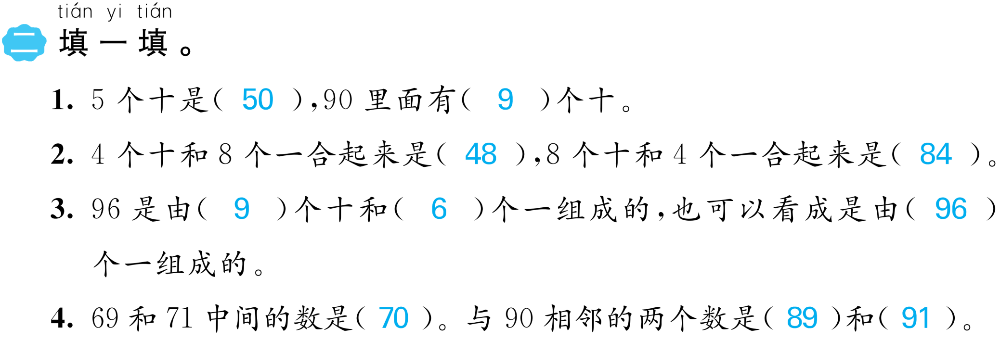 tián yi tián
二 填一填。
1. 5个十是( 50 ),90里面有( 9 )个十。
2. 4个十和8个一合起来是( 48 ),8个十和4个一合起来是( 84 )。
3. 96是由( 9 )个十和( 6 )个一组成的,也可以看成是由( 96 )
个一组成的。
4. 69和71中间的数是( 70 )。与90相邻的两个数是( 89 )和( 91 )。